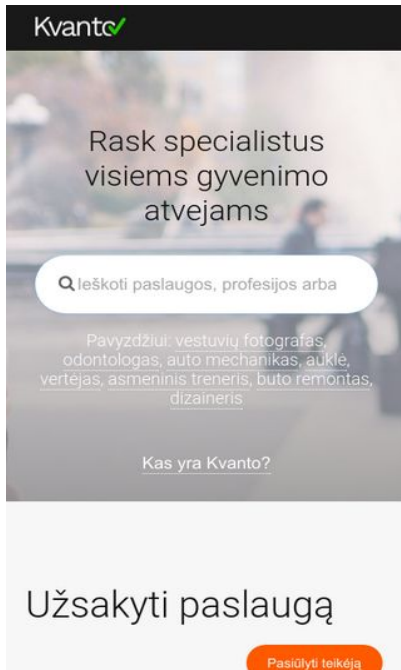 Kvanto
Rask specialistus
visiems gyvenimo
atvejams
Ieškoti paslaugos, profesijos arba
Pavyzdžiui: vestuvių fotografas,
odontologas, auto mechanikas, auklė,
vertėjas, asmeninis treneris, buto remontas,
dizaineris
Kas yra Kvanto?
Užsakyti paslaugą
Pasiūlyti teikėją